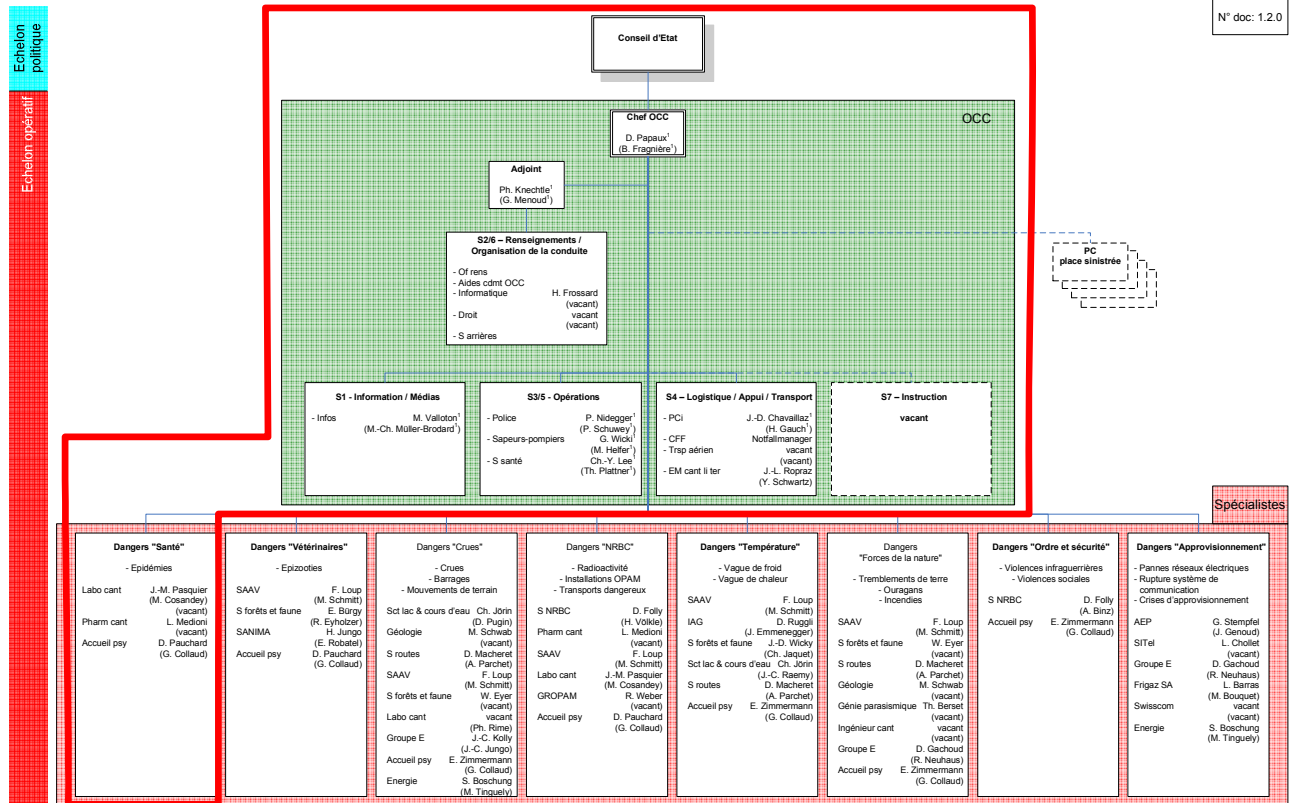 Echelon
politique
Echelon opératif
N° doc: 1.2.0
Conseil d'Etat
OCC
Chef OCC
D. Papaux¹
(B. Fragnière¹)
Adjoint
Ph. Knechtle¹
(G. Menoud¹)
S2/6 – Renseignements /
Organisation de la conduite
- Of rens
- Aides cdmt OCC
- Informatique H. Frossard
(vacant)
- Droit vacant
(vacant)
- S arrières
PC
place sinistrée
S1 - Information / Médias
- Infos M. Valloton¹
(M.-Ch. Müller-Brodard¹)
S3/5 - Opérations
- Police P. Nidegger¹
(P. Schuwey¹)
- Sapeurs-pompiers G. Wicki¹
(M. Helfer¹)
- S santé Ch.-Y. Lee¹
(Th. Plattner¹)
S4 – Logistique / Appui / Transport
- PCi J.-D. Chavaillaz¹
(H. Gauch¹)
- CFF Notfallmanager
- Trsp aérien vacant
(vacant)
- EM cant li ter J.-L. Ropraz
(Y. Schwartz)
S7 – Instruction
vacant
Spécialistes
Dangers "Santé"
- Epidémies
Labo cant J.-M. Pasquier
(M. Cosandey)
(vacant)
Pharm cant L. Medioni
(vacant)
Accueil psy D. Pauchard
(G. Collaud)
Dangers "Vétérinaires"
- Epizooties
SAAV F. Loup
(M. Schmitt)
S forêts et faune E. Bürgy
(R. Eyholzer)
SANIMA H. Jungo
(E. Robatel)
Accueil psy D. Pauchard
(G. Collaud)
Dangers "Crues"
- Crues
- Barrages
- Mouvements de terrain
Sct lac & cours d'eau Ch. Jörin
(D. Pugin)
Géologie M. Schwab
(vacant)
S routes D. Macheret
(A. Parchet)
SAAV F. Loup
(M. Schmitt)
S forêts et faune W. Eyer
(vacant)
Labo cant vacant
(Ph. Rime)
Groupe E J.-C. Kolly
(J.-C. Jungo)
Accueil psy E. Zimmermann
(G. Collaud)
Energie S. Boschung
(M. Tinguely)
Dangers "NRBC"
- Radioactivité
- Installations OPAM
- Transports dangereux
S NRBC D. Folly
(H. Völkle)
Pharm cant L. Medioni
(vacant)
SAAV F. Loup
(M. Schmitt)
Labo cant J.-M. Pasquier
(M. Cosandey)
GROPAM R. Weber
(vacant)
Accueil psy D. Pauchard
(G. Collaud)
Dangers "Température"
- Vague de froid
- Vague de chaleur
SAAV F. Loup
(M. Schmitt)
IAG D. Ruggli
(J. Emmenegger)
S forêts et faune J.-D. Wicky
(Ch. Jaquet)
Sct lac & cours d'eau Ch. Jörin
(J.-C. Raemy)
S routes D. Macheret
(A. Parchet)
Accueil psy E. Zimmermann
(G. Collaud)
Dangers
"Forces de la nature"
- Tremblements de terre
- Ouragans
- Incendies
SAAV F. Loup
(M. Schmitt)
S forêts et faune W. Eyer
(vacant)
S routes D. Macheret
(A. Parchet)
Géologie M. Schwab
(vacant)
Génie parasismique Th. Berset
(vacant)
Ingénieur cant vacant
(vacant)
Groupe E D. Gachoud
(R. Neuhaus)
Accueil psy E. Zimmermann
(G. Collaud)
Dangers "Ordre et sécurité"
- Violences infraguerrières
- Violences sociales
S NRBC D. Folly
(A. Binz)
Accueil psy E. Zimmermann
(G. Collaud)
Dangers "Approvisionnement"
- Pannes réseaux électriques
- Rupture système de
communication
- Crises d'approvisionnement
AEP G. Stempfel
(J. Genoud)
SITel L. Chollet
(vacant)
Groupe E D. Gachoud
(R. Neuhaus)
Frigaz SA L. Barras
(M. Bouquet)
Swisscom vacant
(vacant)
Energie S. Boschung
(M. Tinguely)